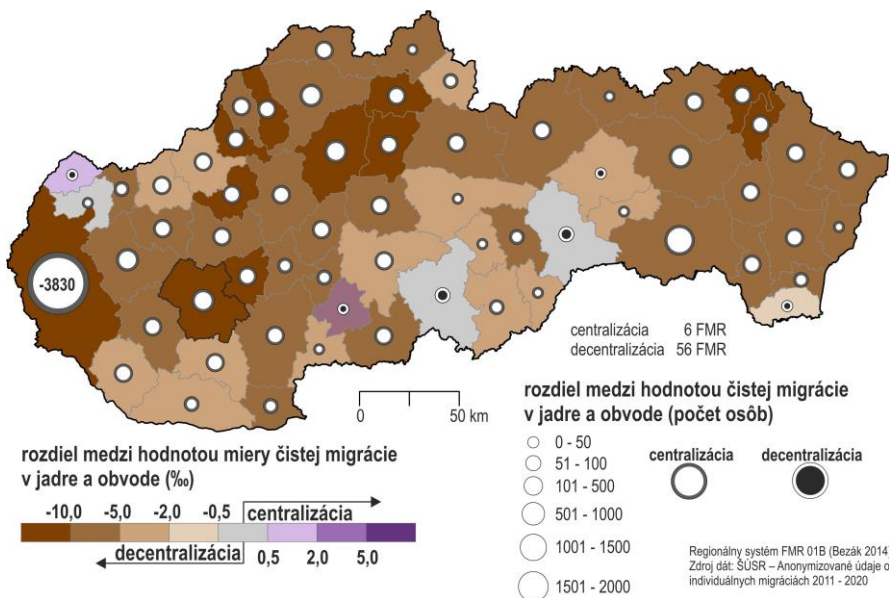 -3830
centralizácia 6 FMR
decentralizácia 56 FMR
0 50 km
rozdiel medzi hodnotou miery čistej migrácie
v jadre a obvode (‰)
-10,0 -5,0 -2,0 -0,5 centralizácia
decentralizácia 0,5 2,0 5,0
rozdiel medzi hodnotou čistej migrácie
v jadre a obvode (počet osôb)
0 - 50
51 - 100
101 - 500
501 - 1000
1001 - 1500
1501 - 2000
centralizácia decentralizácia
Regionálny systém FMR 01B (Bezák 2014)
Zdroj dát: ŠÚSR – Anonymizované údaje o
individuálnych migráciách 2011 - 2020